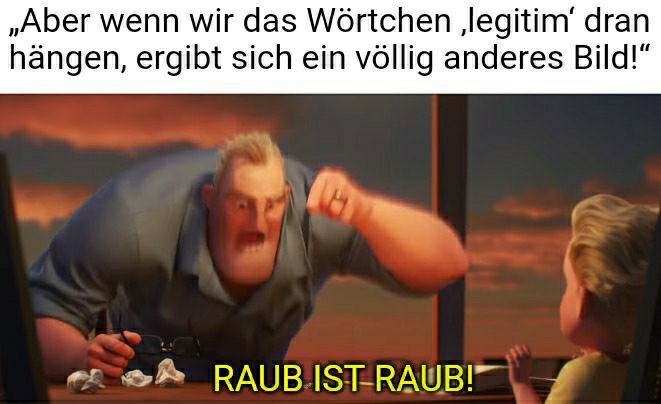 „Aber wenn wir das Wörtchen ‚legitim‘ dran
hängen, ergibt sich ein völlig anderes Bild!“
RAUB IST RAUB!